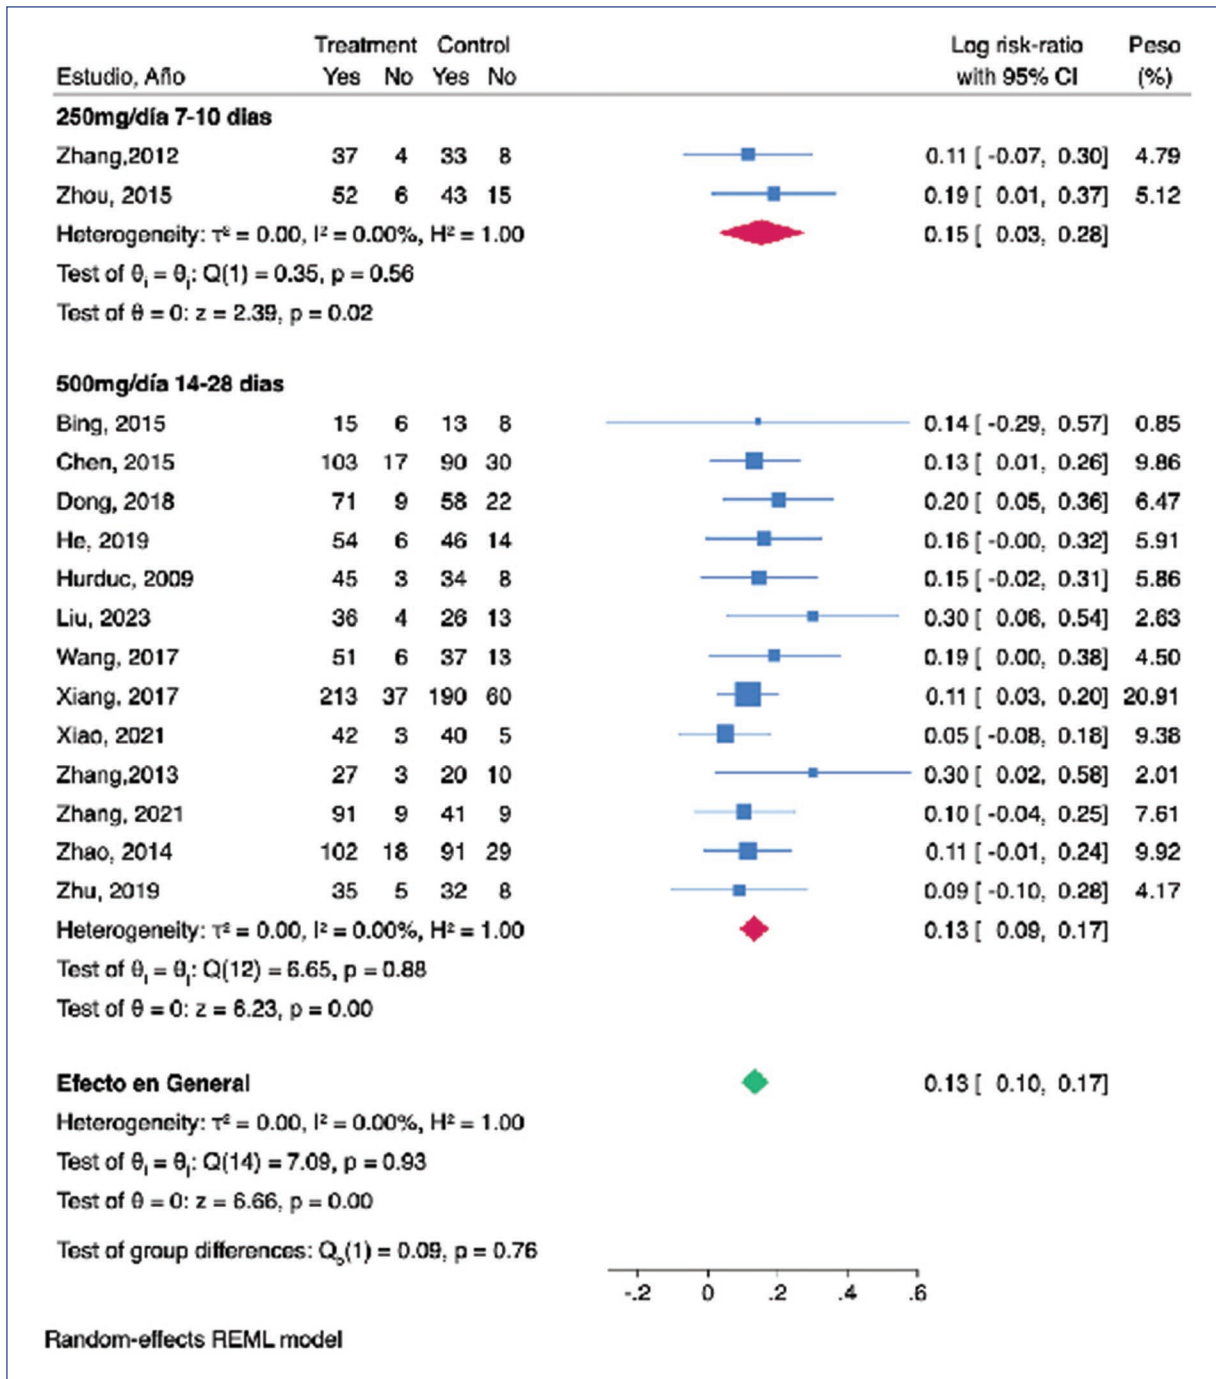 Treatment Control Log risk-ratio Peso
Estudio, Año Yes No Yes No with 95% CI (%)
250mg/día 7-10 dias
Zhang,2012 37 4 33 8 0.11 [ -0.07, 0.30] 4.79
Zhou, 2015 52 6 43 15 0.19 [ 0.01, 0.37] 5.12
Heterogeneity: τ² = 0.00, I² = 0.00%, H² = 1.00 0.15 [ 0.03, 0.28]
Test of θᵢ = θⱼ: Q(1) = 0.35, p = 0.56
Test of θ = 0: z = 2.39, p = 0.02
500mg/día 14-28 dias
Bing, 2015 15 6 13 8 0.14 [ -0.29, 0.57] 0.85
Chen, 2015 103 17 90 30 0.13 [ 0.01, 0.26] 9.86
Dong, 2018 71 9 58 22 0.20 [ 0.05, 0.36] 6.47
He, 2019 54 6 46 14 0.16 [ -0.00, 0.32] 5.91
Hurduc, 2009 45 3 34 8 0.15 [ -0.02, 0.31] 5.86
Liu, 2023 36 4 26 13 0.30 [ 0.06, 0.54] 2.63
Wang, 2017 51 6 37 13 0.19 [ 0.00, 0.38] 4.50
Xiang, 2017 213 37 190 60 0.11 [ 0.03, 0.20] 20.91
Xiao, 2021 42 3 40 5 0.05 [ -0.08, 0.18] 9.38
Zhang,2013 27 3 20 10 0.30 [ 0.02, 0.58] 2.01
Zhang, 2021 91 9 41 9 0.10 [ -0.04, 0.25] 7.61
Zhao, 2014 102 18 91 29 0.11 [ -0.01, 0.24] 9.92
Zhu, 2019 35 5 32 8 0.09 [ -0.10, 0.28] 4.17
Heterogeneity: τ² = 0.00, I² = 0.00%, H² = 1.00 0.13 [ 0.09, 0.17]
Test of θᵢ = θⱼ: Q(12) = 6.65, p = 0.88
Test of θ = 0: z = 6.23, p = 0.00
Efecto en General 0.13 [ 0.10, 0.17]
Heterogeneity: τ² = 0.00, I² = 0.00%, H² = 1.00
Test of θᵢ = θⱼ: Q(14) = 7.09, p = 0.93
Test of θ = 0: z = 6.66, p = 0.00
Test of group differences: Q_b(1) = 0.09, p = 0.76
-.2 0 .2 .4 .6
Random-effects REML model